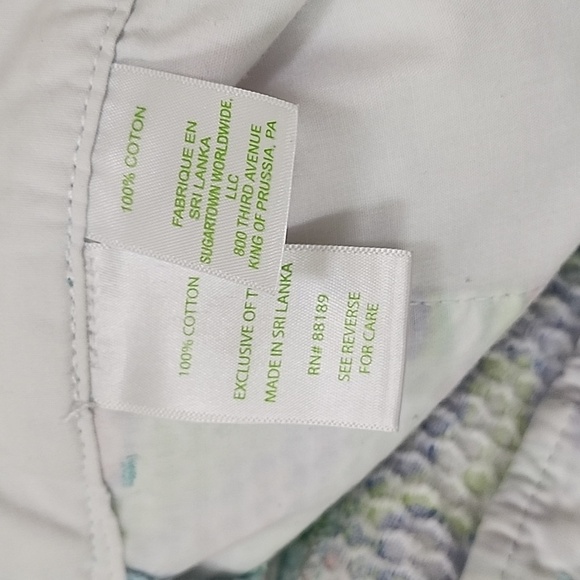 100% COTON
FABRIQUE EN
SRI LANKA
SUGARTOWN WORLDWIDE,
LLC
800 THIRD AVENUE
KING OF PRUSSIA, PA
100% COTTON
EXCLUSIVE OF
MADE IN SRI LANKA
RN# 88189
SEE REVERSE
FOR CARE